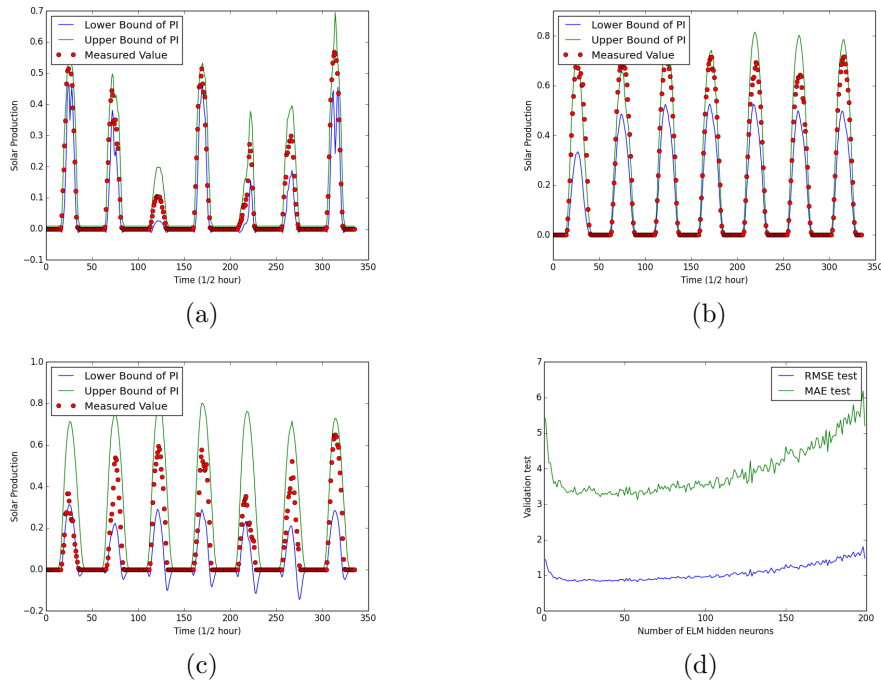 0.7
0.6
0.5
0.4
0.3
0.2
0.1
0.0
−0.1
Solar Production
Lower Bound of PI
Upper Bound of PI
Measured Value
0 50 100 150 200 250 300 350
Time (1/2 hour)
(a)
0.8
0.6
0.4
0.2
0.0
Solar Production
Lower Bound of PI
Upper Bound of PI
Measured Value
0 50 100 150 200 250 300 350
Time (1/2 hour)
(b)
1.0
0.8
0.6
0.4
0.2
0.0
−0.2
Solar Production
Lower Bound of PI
Upper Bound of PI
Measured Value
0 50 100 150 200 250 300 350
Time (1/2 hour)
(c)
7
6
5
4
3
2
1
0
Validation test
RMSE test
MAE test
0 50 100 150 200
Number of ELM hidden neurons
(d)